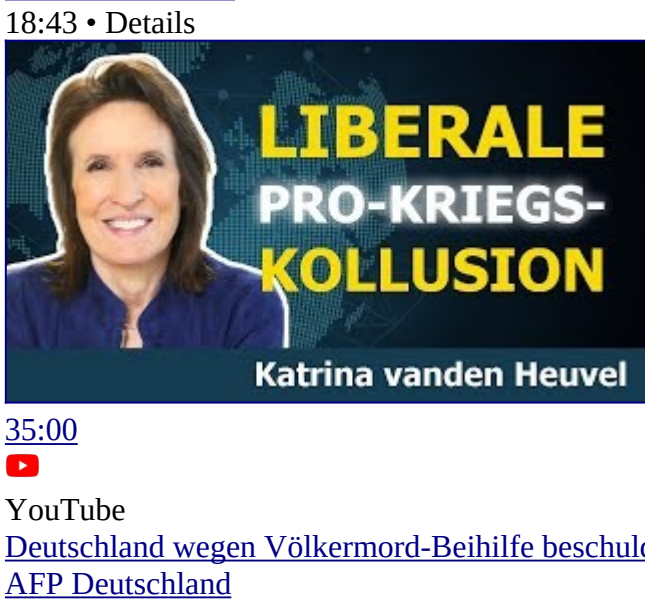 18:43 • Details
LIBERALE
PRO-KRIEGS-
KOLLUSION
Katrina vanden Heuvel
35:00
YouTube
Deutschland wegen Völkermord-Beihilfe beschuld
AFP Deutschland